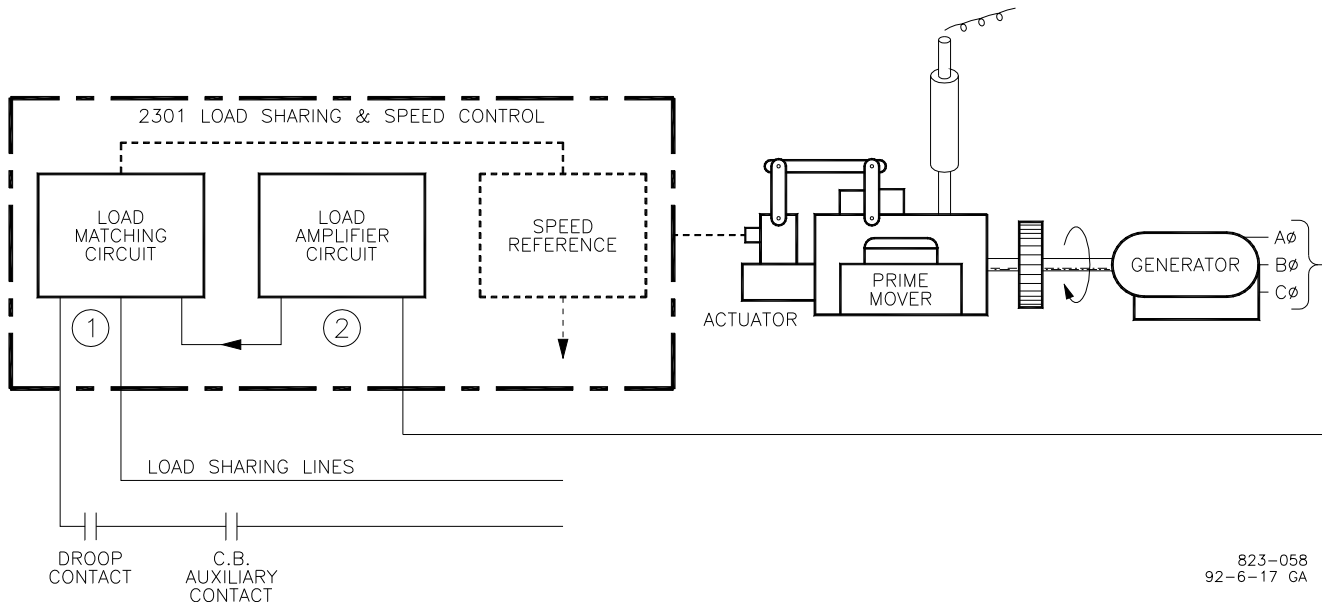 2301 LOAD SHARING & SPEED CONTROL
LOAD
MATCHING
CIRCUIT
LOAD
AMPLIFIER
CIRCUIT
SPEED
REFERENCE
1
2
ACTUATOR
PRIME
MOVER
GENERATOR
AØ
BØ
CØ
LOAD SHARING LINES
DROOP
CONTACT
C.B.
AUXILIARY
CONTACT
823-058
92-6-17 GA